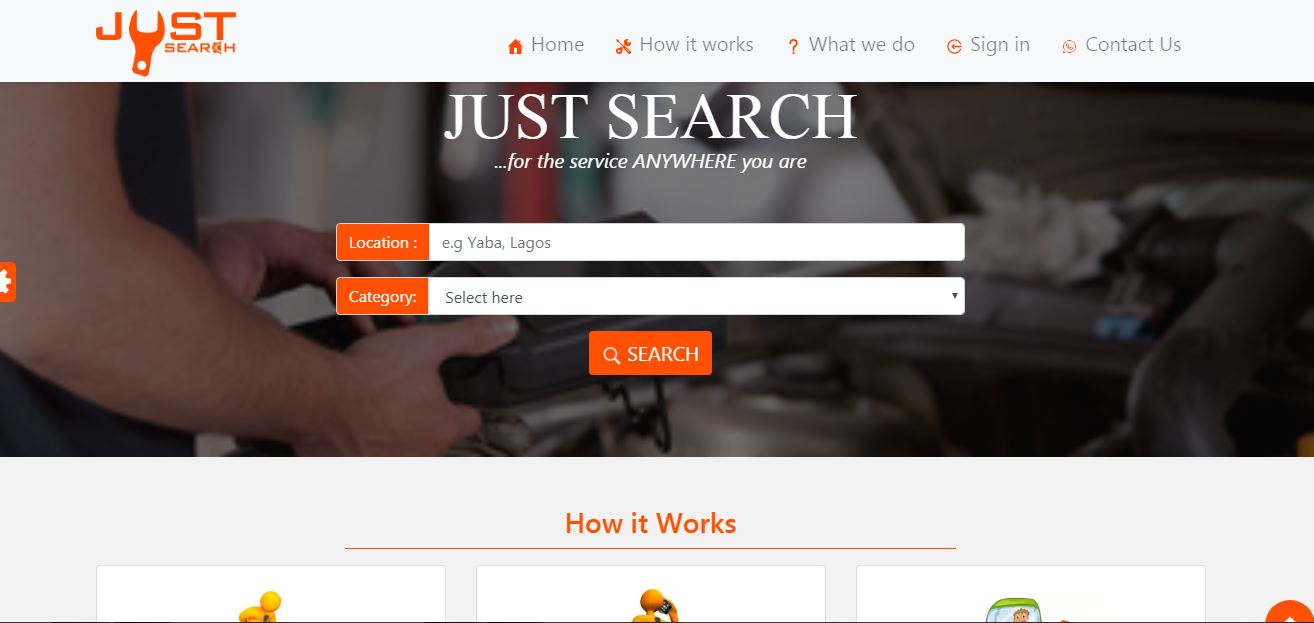 JUST
SEARCH
Home How it works ? What we do Sign in Contact Us
JUST SEARCH
...for the service ANYWHERE you are
Location : e.g Yaba, Lagos
Category: Select here
SEARCH
How it Works